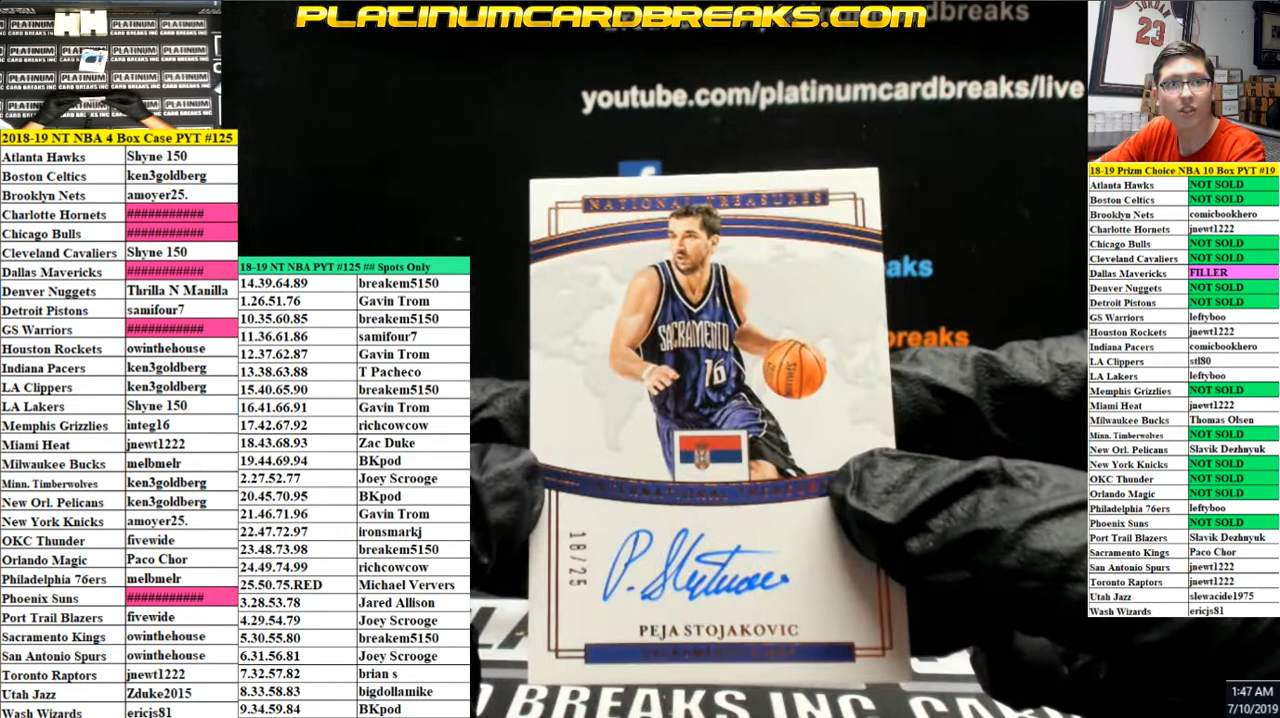 PLATINUMCARDBREAKS.COM
youtube.com/platinumcardbreaks/live
2018-19 NT NBA 4 Box Case PYT #125
Atlanta Hawks Shyne 150
Boston Celtics ken3goldberg
Brooklyn Nets amoyer25.
Charlotte Hornets ###########
Chicago Bulls ###########
Cleveland Cavaliers Shyne 150
Dallas Mavericks ###########
Denver Nuggets Thrilla N Manilla
Detroit Pistons samifour7
GS Warriors ###########
Houston Rockets owinthehouse
Indiana Pacers ken3goldberg
LA Clippers ken3goldberg
LA Lakers Shyne 150
Memphis Grizzlies integ16
Miami Heat jnewt1222
Milwaukee Bucks melbmelr
Minn. Timberwolves ken3goldberg
New Orl. Pelicans ken3goldberg
New York Knicks amoyer25.
OKC Thunder fivewide
Orlando Magic Paco Chor
Philadelphia 76ers melbmelr
Phoenix Suns ###########
Port Trail Blazers fivewide
Sacramento Kings owinthehouse
San Antonio Spurs owinthehouse
Toronto Raptors jnewt1222
Utah Jazz Zduke2015
Wash Wizards ericjs81
18-19 NT NBA PYT #125 ## Spots Only
14.39.64.89 breakem5150
1.26.51.76 Gavin Trom
10.35.60.85 breakem5150
11.36.61.86 samifour7
12.37.62.87 Gavin Trom
13.38.63.88 T Pacheco
15.40.65.90 breakem5150
16.41.66.91 Gavin Trom
17.42.67.92 richcowcow
18.43.68.93 Zac Duke
19.44.69.94 BKpod
2.27.52.77 Joey Scrooge
20.45.70.95 BKpod
21.46.71.96 Gavin Trom
22.47.72.97 ironsmarkj
23.48.73.98 breakem5150
24.49.74.99 richcowcow
25.50.75.RED Michael Ververs
3.28.53.78 Jared Allison
4.29.54.79 Joey Scrooge
5.30.55.80 breakem5150
6.31.56.81 Joey Scrooge
7.32.57.82 brian s
8.33.58.83 bigdollamike
9.34.59.84 BKpod
NATIONAL TREASURES
SACRAMENTO
16
18/25
PEJA STOJAKOVIC
SACRAMENTO KINGS
BREAKS INC
JORDAN
23
18-19 Prizm Choice NBA 10 Box PYT #19
Atlanta Hawks NOT SOLD
Boston Celtics NOT SOLD
Brooklyn Nets comicbookhero
Charlotte Hornets jnewt1222
Chicago Bulls NOT SOLD
Cleveland Cavaliers NOT SOLD
Dallas Mavericks FILLER
Denver Nuggets NOT SOLD
Detroit Pistons NOT SOLD
GS Warriors leftyboo
Houston Rockets jnewt1222
Indiana Pacers comicbookhero
LA Clippers stl80
LA Lakers leftyboo
Memphis Grizzlies NOT SOLD
Miami Heat jnewt1222
Milwaukee Bucks Thomas Olsen
Minn. Timberwolves NOT SOLD
New Orl. Pelicans Slavik Dezhnyuk
New York Knicks NOT SOLD
OKC Thunder NOT SOLD
Orlando Magic NOT SOLD
Philadelphia 76ers leftyboo
Phoenix Suns NOT SOLD
Port Trail Blazers Slavik Dezhnyuk
Sacramento Kings Paco Chor
San Antonio Spurs jnewt1222
Toronto Raptors jnewt1222
Utah Jazz slewacide1975
Wash Wizards ericjs81
1:47 AM
7/10/2019